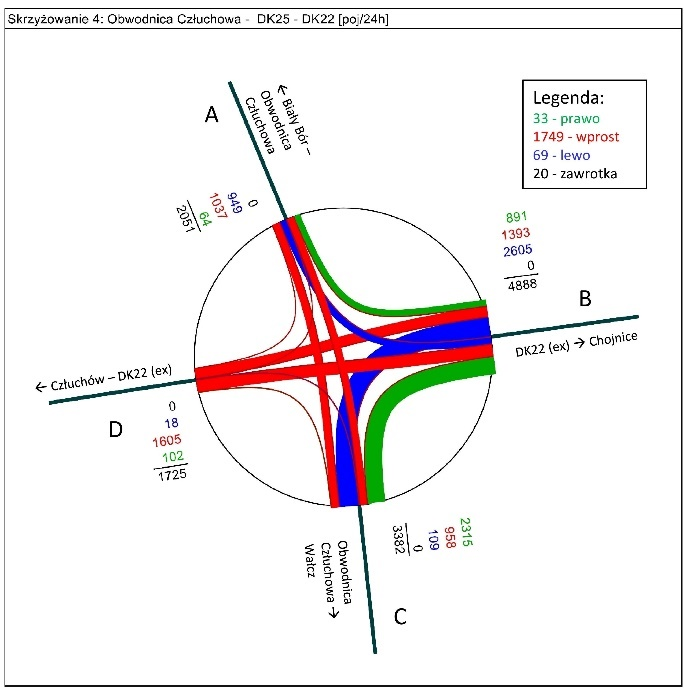 Skrzyżowanie 4: Obwodnica Człuchowa - DK25 - DK22 [poj/24h]
Legenda:
33 - prawo
1749 - wprost
69 - lewo
20 - zawrotka
A
← Biały Bór –
Obwodnica
Człuchowa
0
949
1037
64
2051
891
1393
2605
0
4888
B
DK22 (ex) → Chojnice
← Człuchów – DK22 (ex)
D
0
18
1605
102
1725
2315
958
109
0
3382
Obwodnica
Człuchowa →
Wałcz
C